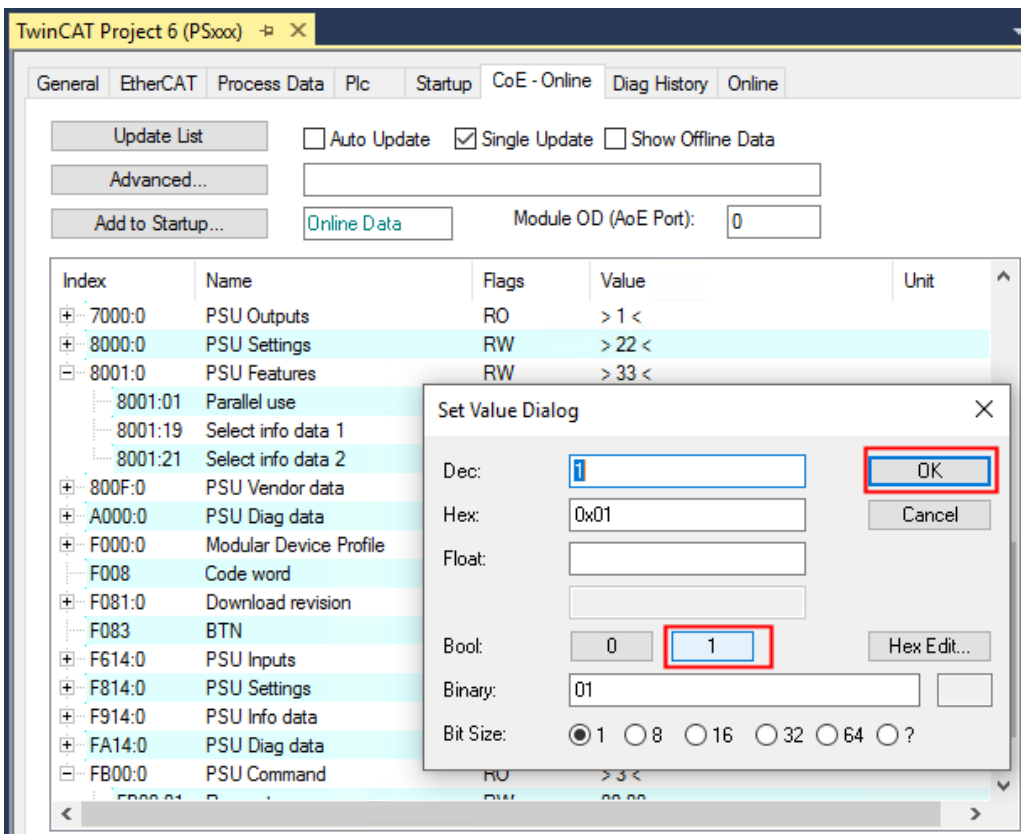 TwinCAT Project 6 (PSxxx)
General EtherCAT Process Data Plc Startup CoE - Online Diag History Online
Update List Auto Update Single Update Show Offline Data
Advanced...
Add to Startup... Online Data Module OD (AoE Port): 0
Index Name Flags Value Unit
7000:0 PSU Outputs RO > 1 <
8000:0 PSU Settings RW > 22 <
8001:0 PSU Features RW > 33 <
8001:01 Parallel use
8001:19 Select info data 1
8001:21 Select info data 2
800F:0 PSU Vendor data
A000:0 PSU Diag data
F000:0 Modular Device Profile
F008 Code word
F081:0 Download revision
F083 BTN
F614:0 PSU Inputs
F814:0 PSU Settings
F914:0 PSU Info data
FA14:0 PSU Diag data
FB00:0 PSU Command RO > 3 <
Set Value Dialog
Dec: 1 OK
Hex: 0x01 Cancel
Float:
Bool: 0 1 Hex Edit...
Binary: 01
Bit Size: 1 8 16 32 64 ?